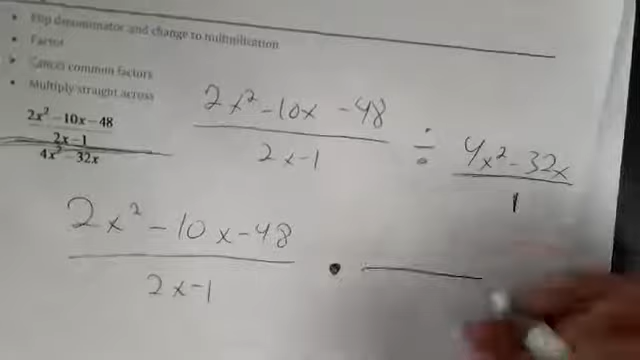 • Flip denominator and change to multiplication
• Factor
• Cancel common factors
• Multiply straight across
2x² - 10x - 48
2x - 1
4x² - 32x
2x² - 10x - 48
2x - 1
÷
4x² - 32x
1
2x² - 10x - 48
2x - 1
•